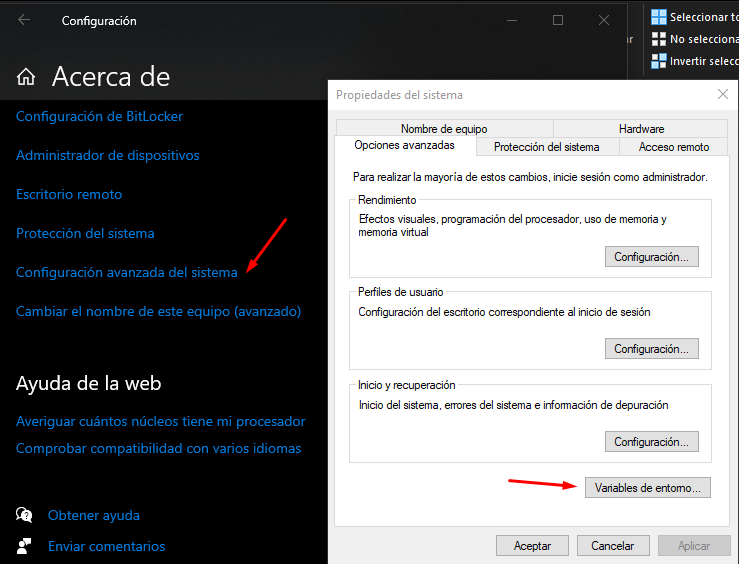 Configuración
Acerca de
Configuración de BitLocker
Administrador de dispositivos
Escritorio remoto
Protección del sistema
Configuración avanzada del sistema
Cambiar el nombre de este equipo (avanzado)
Ayuda de la web
Averiguar cuántos núcleos tiene mi procesador
Comprobar compatibilidad con varios idiomas
Obtener ayuda
Enviar comentarios
Seleccionar to
No selecciona
Invertir selecc
Propiedades del sistema
Nombre de equipo
Hardware
Opciones avanzadas
Protección del sistema
Acceso remoto
Para realizar la mayoría de estos cambios, inicie sesión como administrador.
Rendimiento
Efectos visuales, programación del procesador, uso de memoria y
memoria virtual
Configuración...
Perfiles de usuario
Configuración del escritorio correspondiente al inicio de sesión
Configuración...
Inicio y recuperación
Inicio del sistema, errores del sistema e información de depuración
Configuración...
Variables de entorno...
Aceptar
Cancelar
Aplicar